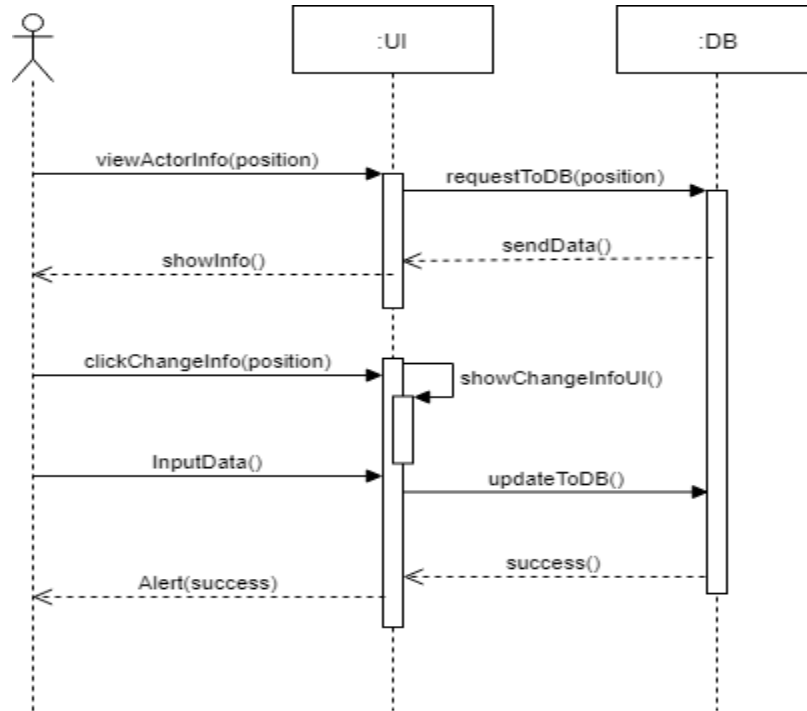 :UI
:DB
viewActorInfo(position)
requestToDB(position)
sendData()
showInfo()
clickChangeInfo(position)
showChangeInfoUI()
InputData()
updateToDB()
success()
Alert(success)